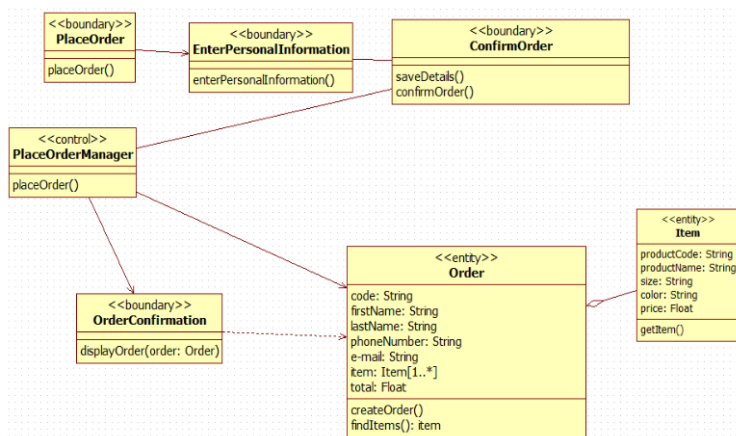 <<boundary>>
PlaceOrder
placeOrder()
<<boundary>>
EnterPersonalInformation
enterPersonalInformation()
<<boundary>>
ConfirmOrder
saveDetails()
confirmOrder()
<<control>>
PlaceOrderManager
placeOrder()
<<boundary>>
OrderConfirmation
displayOrder(order: Order)
<<entity>>
Order
code: String
firstName: String
lastName: String
phoneNumber: String
e-mail: String
item: Item[1..*]
total: Float
createOrder()
findItems(): item
<<entity>>
Item
productCode: String
productName: String
size: String
color: String
price: Float
getItem()